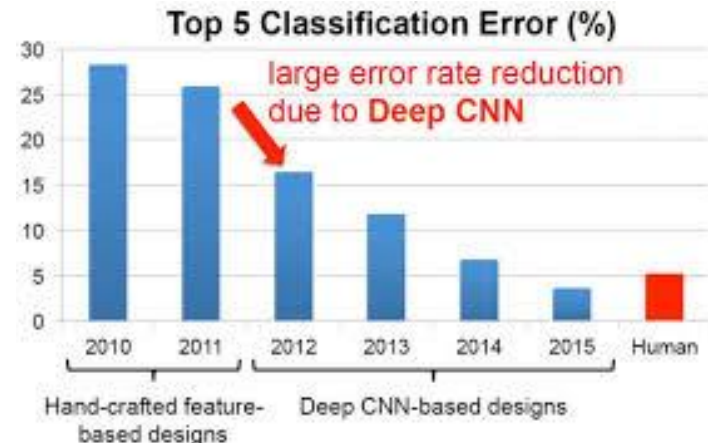 Top 5 Classification Error (%)
30
25
20
15
10
5
0
large error rate reduction
due to Deep CNN
2010 2011 2012 2013 2014 2015 Human
Hand-crafted feature-
based designs
Deep CNN-based designs